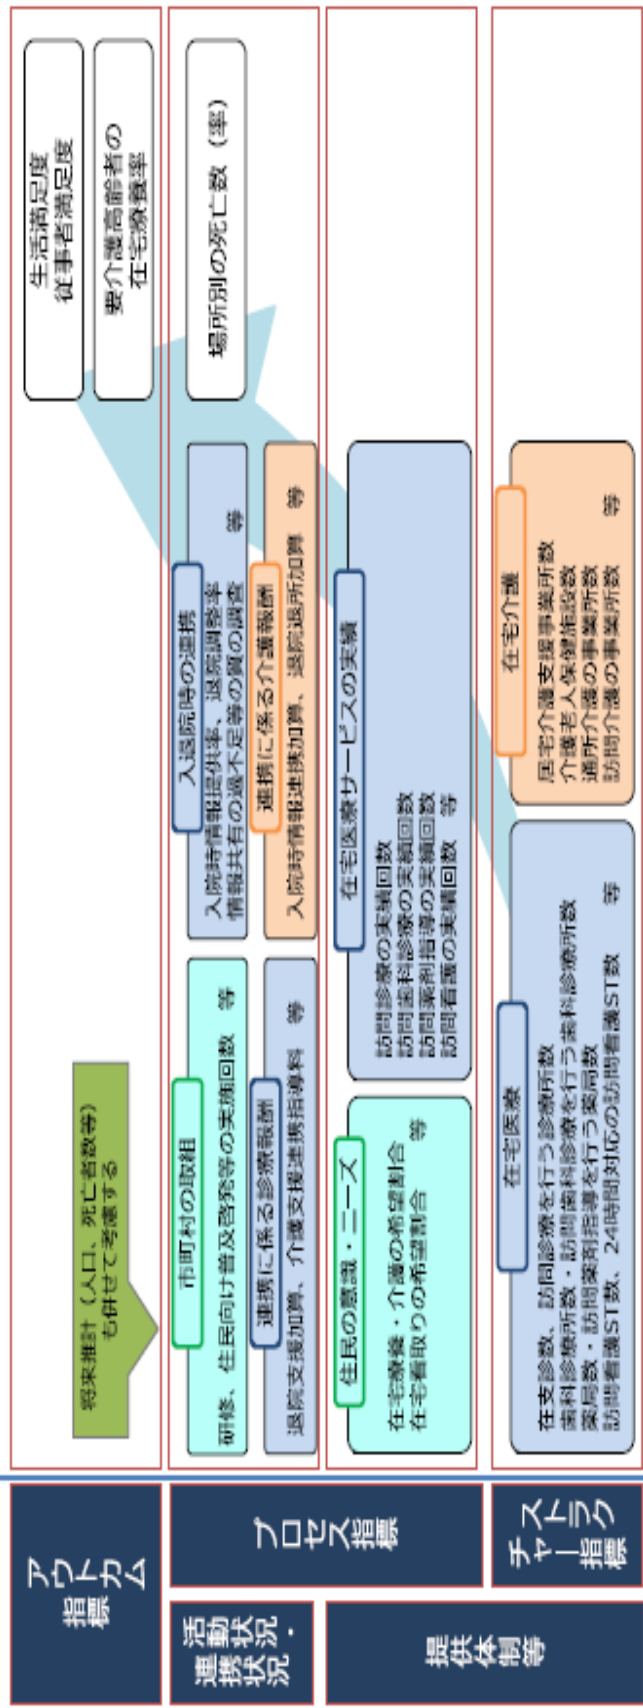 アウトカム
指標
将来推計（人口、死亡者数等）
も併せて考慮する
生活満足度
従事者満足度
要介護高齢者の
在宅療養率
活動状況・
連携状況
プロセス指標
市町村の取組
研修、住民向け普及啓発等の実施回数　等
連携に係る診療報酬
退院支援加算、介護支援連携指導料　等
入退院時の連携
入院時情報提供率、退院調整率
情報共有の過不足等の質の調査　等
連携に係る介護報酬
入院時情報連携加算、退院退所加算　等
場所別の死亡数（率）
提供体制等
住民の意識・ニーズ
在宅療養・介護の希望割合
在宅看取りの希望割合　等
在宅医療サービスの実績
訪問診療の実績回数
訪問歯科診療の実績回数
訪問薬剤指導の実績回数
訪問看護の実績回数　等
ストラク
チャー指標
在宅医療
在支診数、訪問診療を行う診療所数
歯科診療所数・訪問歯科診療を行う歯科診療所数
薬局数・訪問薬剤指導を行う薬局数
訪問看護ST数、24時間対応の訪問看護ST数　等
在宅介護
居宅介護支援事業所数
介護老人保健施設数
通所介護の事業所数
訪問介護の事業所数　等